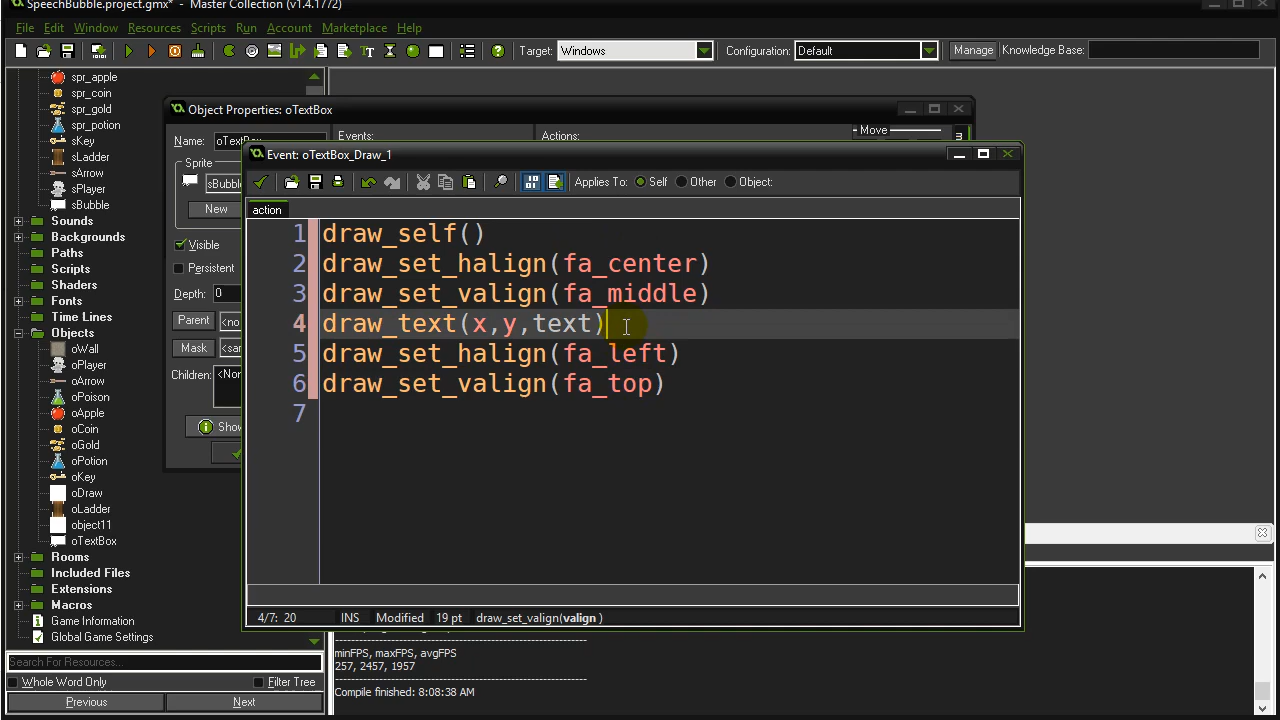 SpeechBubble.project.gmx* - Master Collection (v1.4.1772)
File Edit Window Resources Scripts Run Account Marketplace Help
Target: Windows Configuration: Default Manage Knowledge Base:
spr_apple
spr_coin
spr_gold
spr_potion
sKey
sLadder
sArrow
sPlayer
sBubble
Sounds
Backgrounds
Paths
Scripts
Shaders
Fonts
Time Lines
Objects
oWall
oPlayer
oArrow
oPoison
oApple
oCoin
oGold
oPotion
oKey
oDraw
oLadder
object11
oTextBox
Rooms
Included Files
Extensions
Macros
Game Information
Global Game Settings
Search For Resources...
Whole Word Only Filter Tree
Previous Next
Object Properties: oTextBox
Name: oTextBox Events: Actions: Move
Sprite
sBubble
New
Visible
Persistent
Depth: 0
Parent <no
Mask <sar
Children: <Non
Show
Event: oTextBox_Draw_1
Applies To: Self Other Object:
action
1 draw_self()
2 draw_set_halign(fa_center)
3 draw_set_valign(fa_middle)
4 draw_text(x,y,text)
5 draw_set_halign(fa_left)
6 draw_set_valign(fa_top)
7
4/7: 20 INS Modified 19 pt draw_set_valign(valign )
minFPS, maxFPS, avgFPS
257, 2457, 1957
Compile finished: 8:08:38 AM